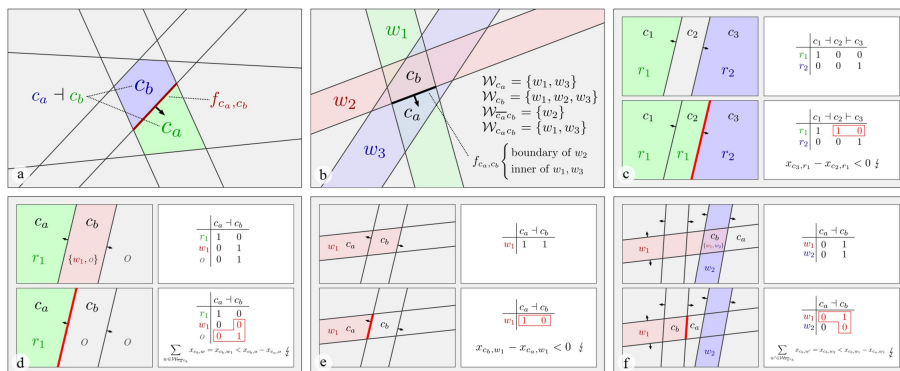 c_a ⊣ c_b
c_b
c_a
f_{c_a,c_b}
a
w_1
w_2
w_3
c_b
c_a
W_{c_a} = {w_1, w_3}
W_{c_b} = {w_1, w_2, w_3}
W_{\overline{c_a}c_b} = {w_2}
W_{c_a c_b} = {w_1, w_3}
f_{c_a,c_b} { boundary of w_2
inner of w_1, w_3
b
c_1 c_2 c_3
r_1 r_2
c_1 ⊣ c_2 ⊢ c_3
r_1 1 0 0
r_2 0 0 1
c_1 c_2 c_3
r_1 r_1 r_2
c_1 ⊣ c_2 ⊢ c_3
r_1 1 1 0
r_2 0 0 1
x_{c_3,r_1} − x_{c_2,r_1} < 0 ↯
c
c_a c_b
r_1 {w_1, o} o
c_a ⊣ c_b
r_1 1 0
w_1 0 1
o 0 1
c_a c_b
r_1 o o
c_a ⊣ c_b
r_1 1 0
w_1 0 0
o 0 1
d
w_1 c_a c_b
c_a ⊣ c_b
w_1 1 1
w_1 c_a c_b
c_a ⊣ c_b
w_1 1 0
x_{c_b,w_1} − x_{c_a,w_1} < 0 ↯
e
w_1 c_b c_a
{w_1, w_2}
w_2
c_a ⊣ c_b
w_1 0 1
w_2 0 1
w_1 c_b c_a
w_2
c_a ⊣ c_b
w_1 0 1
w_2 0 0
f